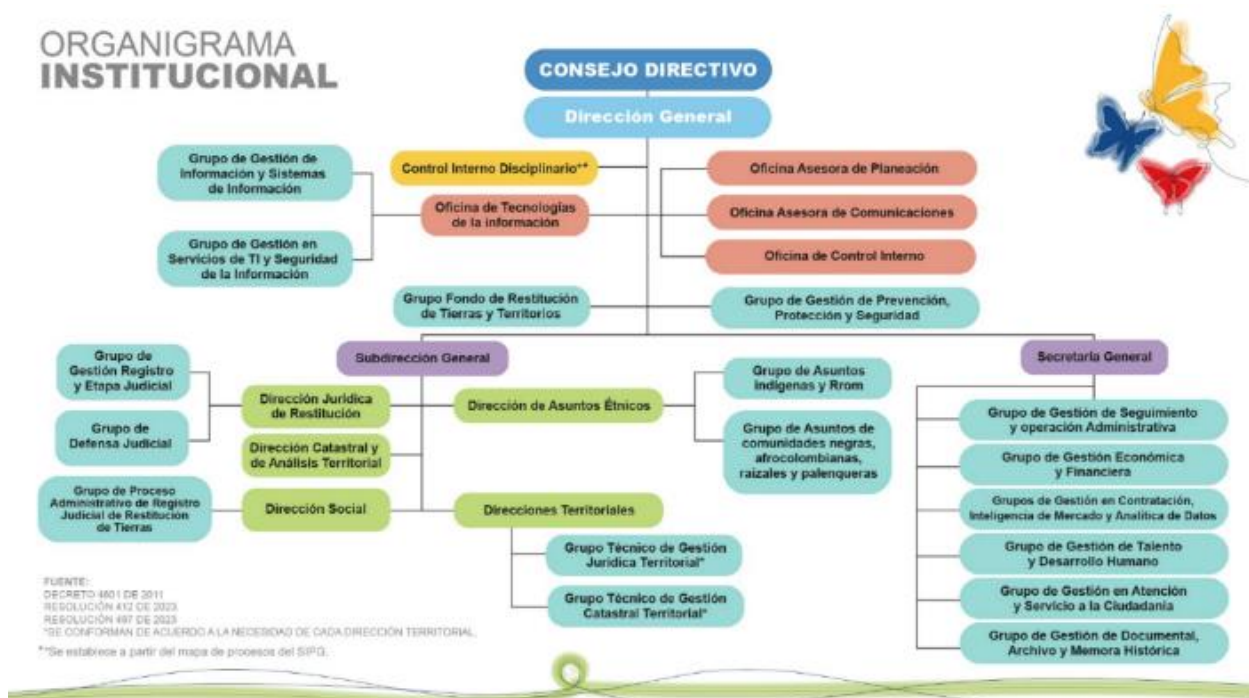 ORGANIGRAMA
INSTITUCIONAL
CONSEJO DIRECTIVO
Dirección General
Grupo de Gestión de
Información y Sistemas
de Información
Control Interno Disciplinario**
Oficina Asesora de Planeación
Oficina de Tecnologías
de la información
Oficina Asesora de Comunicaciones
Grupo de Gestión en
Servicios de TI y Seguridad
de la Información
Oficina de Control Interno
Grupo Fondo de Restitución
de Tierras y Territorios
Grupo de Gestión de Prevención,
Protección y Seguridad
Subdirección General
Secretaría General
Grupo de
Gestión Registro
y Etapa Judicial
Grupo de Asuntos
Indígenas y Rrom
Dirección Jurídica
de Restitución
Dirección de Asuntos Étnicos
Grupo de Gestión de Seguimiento
y operación Administrativa
Grupo de
Defensa Judicial
Dirección Catastral y
de Análisis Territorial
Grupo de Asuntos de
comunidades negras,
afrocolombianas,
raizales y palenqueras
Grupo de Gestión Económica
y Financiera
Grupo de Proceso
Administrativo de Registro
Judicial de Restitución
de Tierras
Dirección Social
Direcciones Territoriales
Grupos de Gestión en Contratación,
Inteligencia de Mercado y Analítica de Datos
Grupo Técnico de Gestión
Jurídica Territorial*
Grupo de Gestión de Talento
y Desarrollo Humano
Grupo Técnico de Gestión
Catastral Territorial*
Grupo de Gestión en Atención
y Servicio a la Ciudadanía
Grupo de Gestión de Documental,
Archivo y Memora Histórica
FUENTE:
DECRETO 4801 DE 2011
RESOLUCIÓN 412 DE 2023
RESOLUCIÓN 497 DE 2023
*SE CONFORMAN DE ACUERDO A LA NECESIDAD DE CADA DIRECCIÓN TERRITORIAL.
**Se establece a partir del mapa de procesos del SIPG.